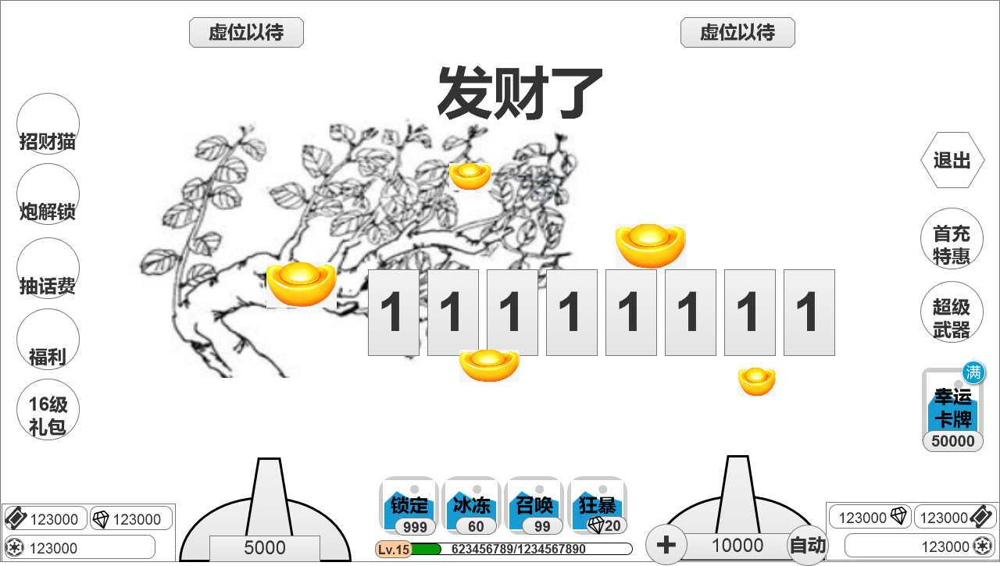 虚位以待
虚位以待
发财了
招财猫
炮解锁
抽话费
福利
16级
礼包
退出
首充
特惠
超级
武器
1 1 1 1 1 1 1 1
满
幸运
卡牌
50000
锁定
999
冰冻
60
召唤
99
狂暴
20
Lv.15
623456789/1234567890
123000
123000
123000
5000
+
10000
自动
123000
123000
123000